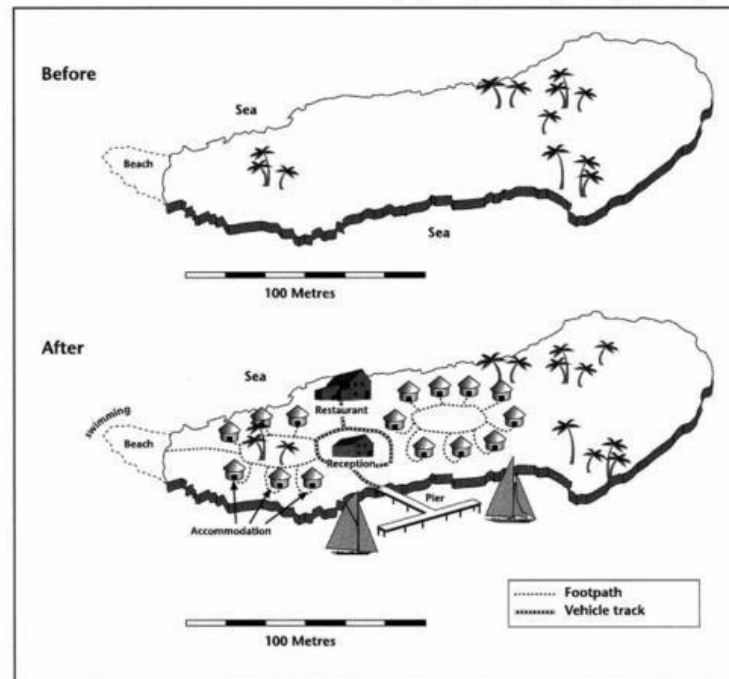 Before
Sea
Beach
Sea
100 Metres
After
Sea
swimming
Beach
Restaurant
Reception
Pier
Accommodation
Footpath
Vehicle track
100 Metres